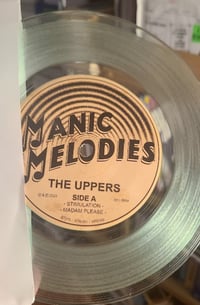 MANIC
MELODIES
THE UPPERS
SIDE A
- STIMULATION -
- MADAM PLEASE -